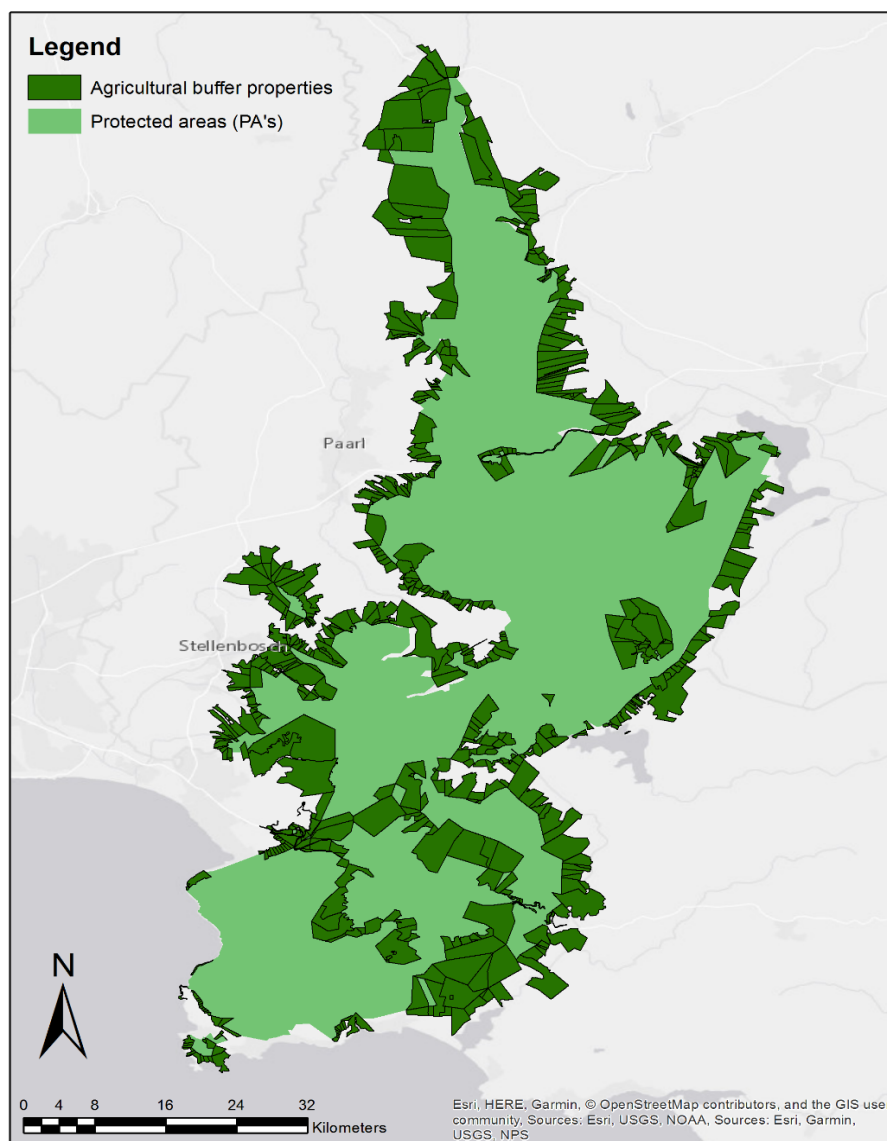 Legend
Agricultural buffer properties
Protected areas (PA's)
Paarl
Stellenbosch
N
0 4 8 16 24 32
Kilometers
Esri, HERE, Garmin, © OpenStreetMap contributors, and the GIS use
community, Sources: Esri, USGS, NOAA, Sources: Esri, Garmin,
USGS, NPS